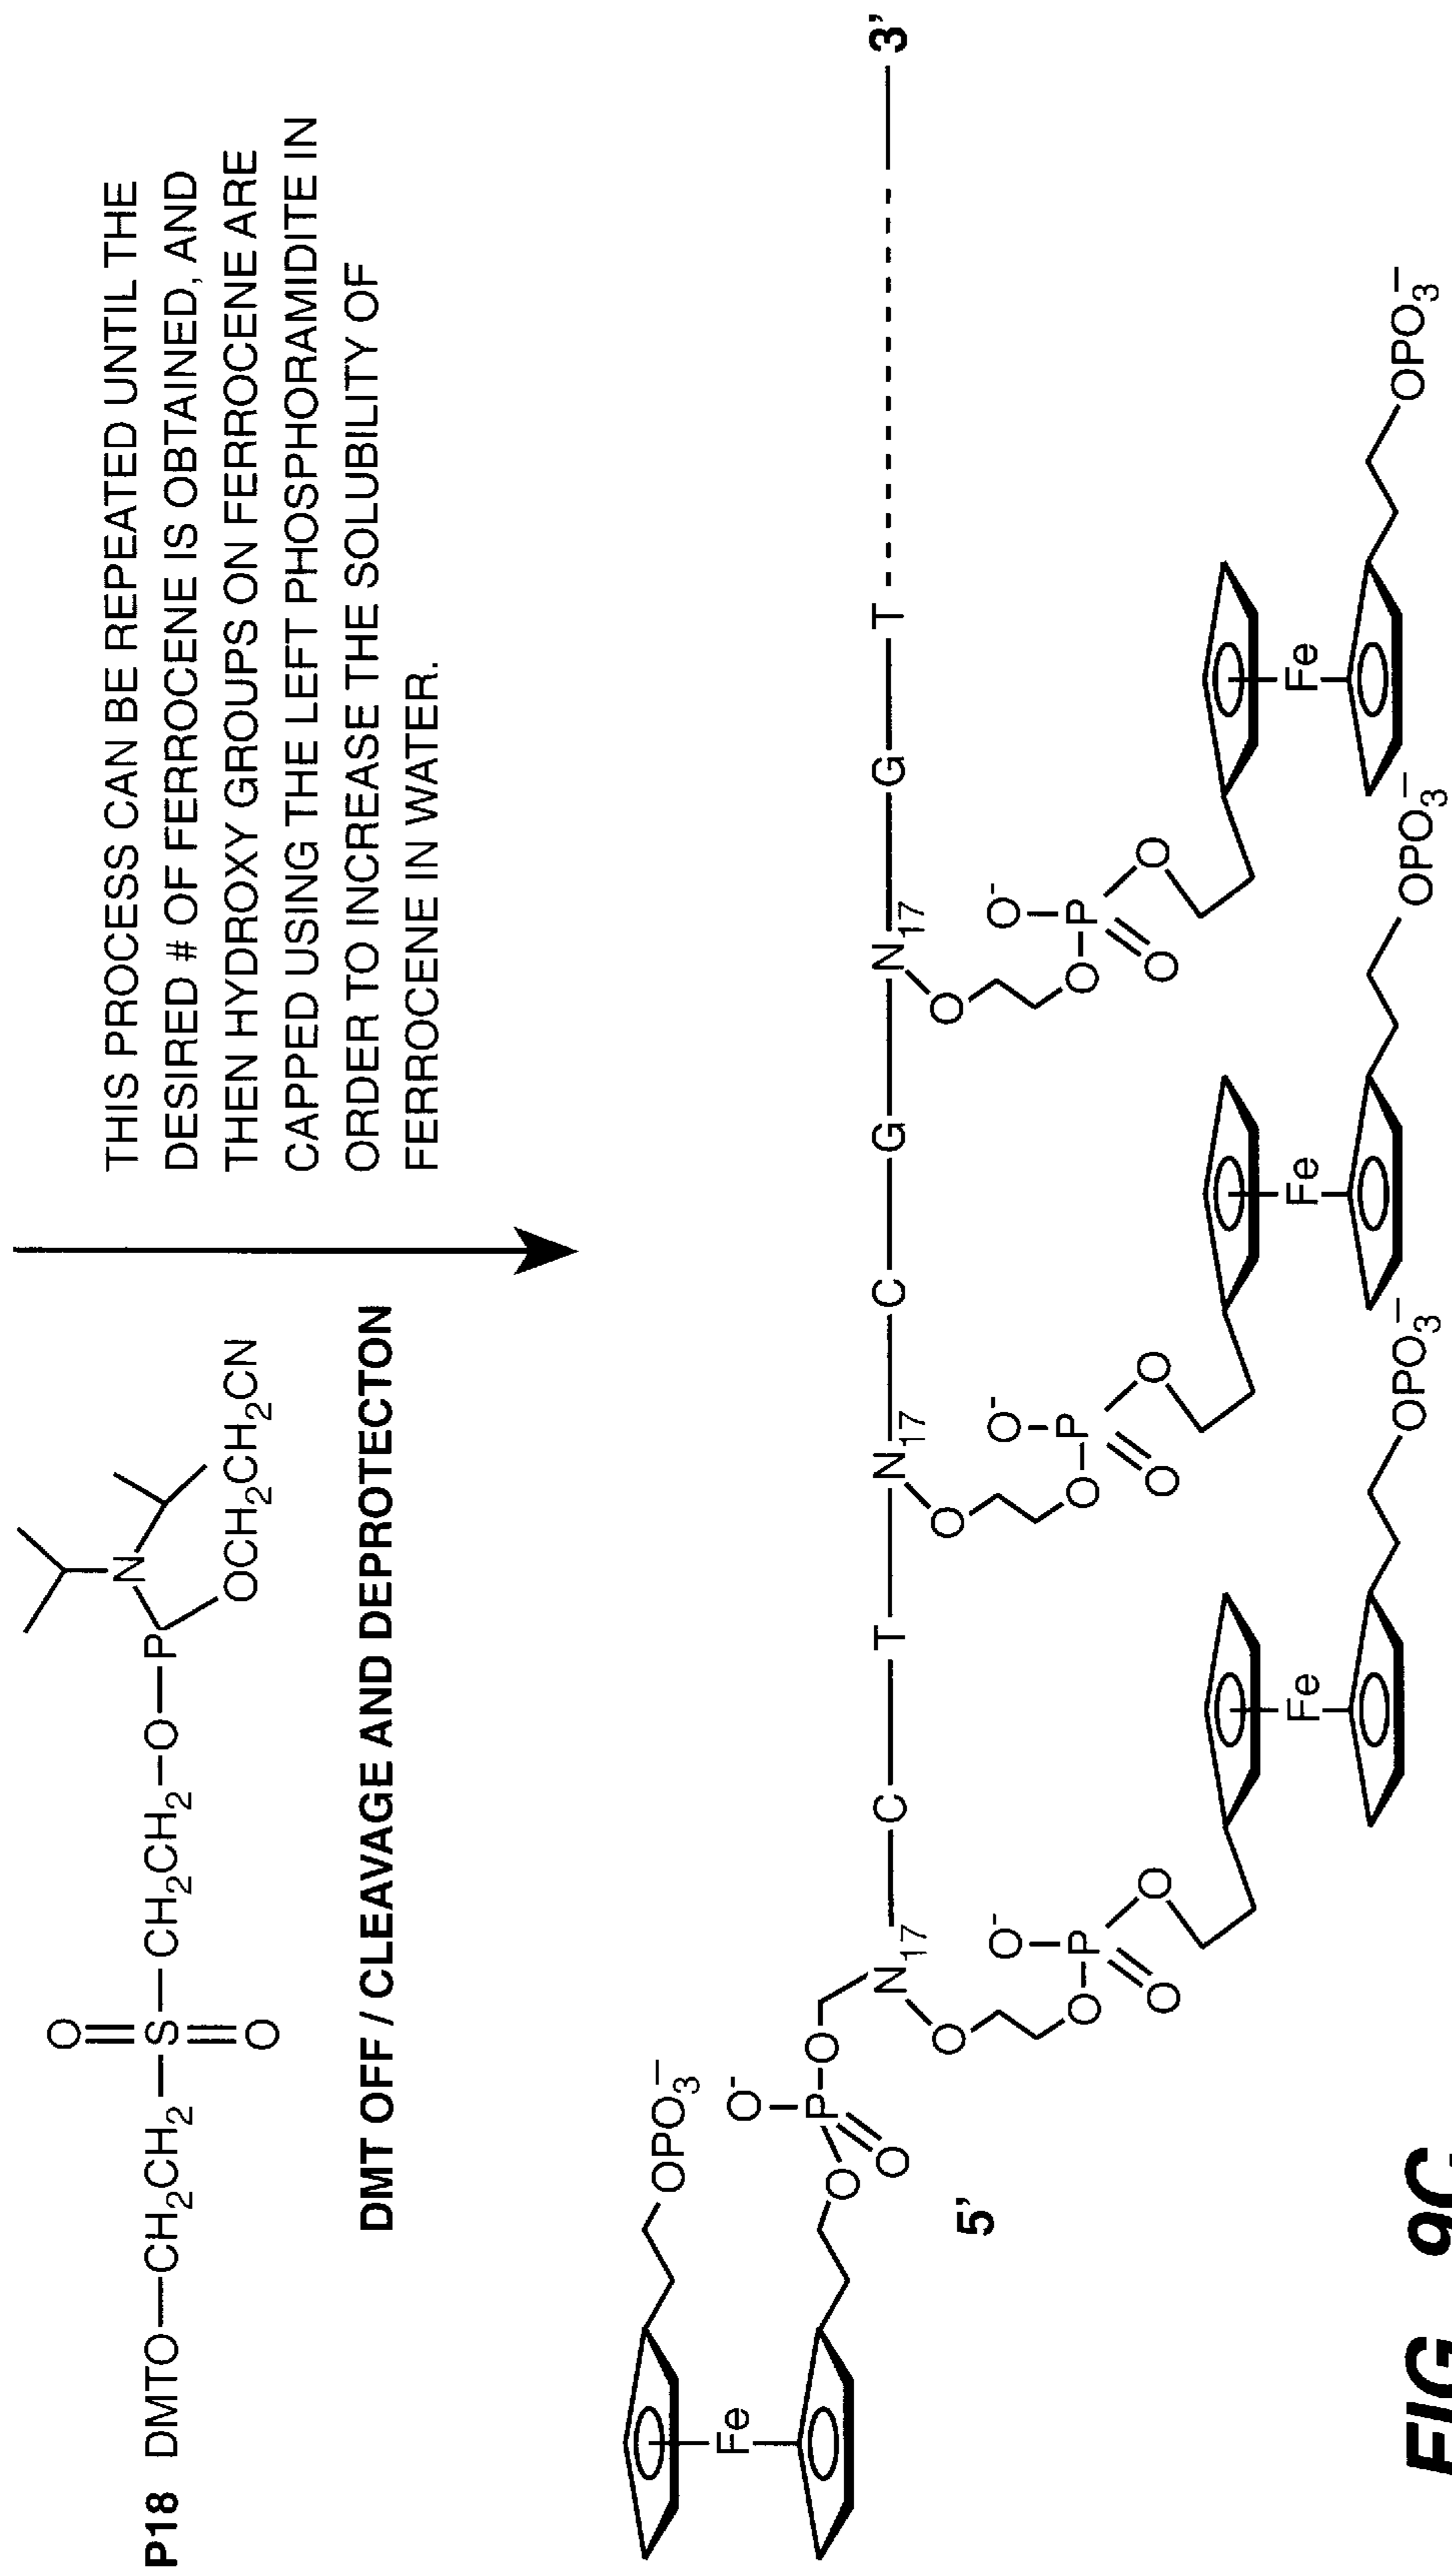 THIS PROCESS CAN BE REPEATED UNTIL THE
DESIRED # OF FERROCENE IS OBTAINED, AND
THEN HYDROXY GROUPS ON FERROCENE ARE
CAPPED USING THE LEFT PHOSPHORAMIDITE IN
ORDER TO INCREASE THE SOLUBILITY OF
FERROCENE IN WATER.
P18 DMTO—CH2CH2—S—CH2CH2—O—P
O
O
N
OCH2CH2CN
DMT OFF / CLEAVAGE AND DEPROTECTON
Fe
OPO3−
O
P
O-
O
O
5'
N17—C—T—N17—C—G—N17—G—T 3'
O
O
P
O-
O
O
Fe
OPO3−
O
O
P
O-
O
O
Fe
OPO3−
O
O
P
O-
O
O
Fe
OPO3−
FIG._9C